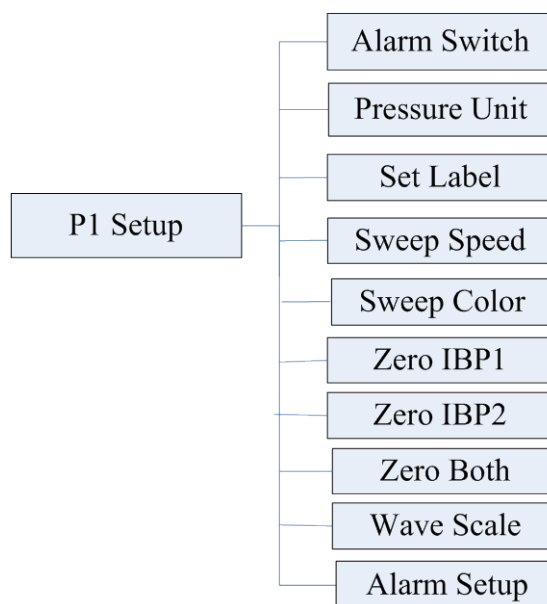 Alarm Switch
Pressure Unit
Set Label
P1 Setup
Sweep Speed
Sweep Color
Zero IBP1
Zero IBP2
Zero Both
Wave Scale
Alarm Setup